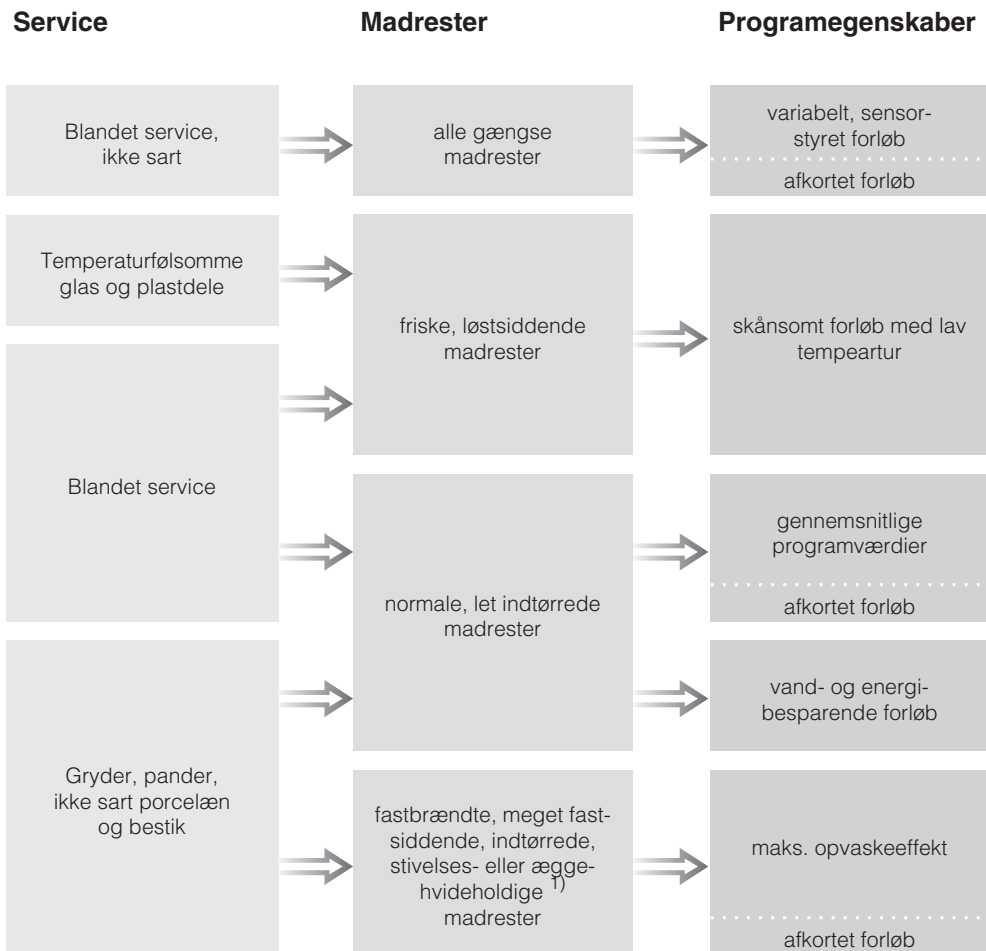 Service
Madrester
Programegenskaber
Blandet service,
ikke sart
alle gængse
madrester
variabelt, sensor-
styret forløb
afkortet forløb
Temperaturfølsomme
glas og plastdele
friske, løstsiddende
madrester
skånsomt forløb med lav
tempeartur
Blandet service
normale, let indtørrede
madrester
gennemsnitlige
programværdier
afkortet forløb
vand- og energi-
besparende forløb
Gryder, pander,
ikke sart porcelæn
og bestik
fastbrændte, meget fast-
siddende, indtørrede,
stivelses- eller ægge-
hvideholdige 1)
madrester
maks. opvaskeeffekt
afkortet forløb